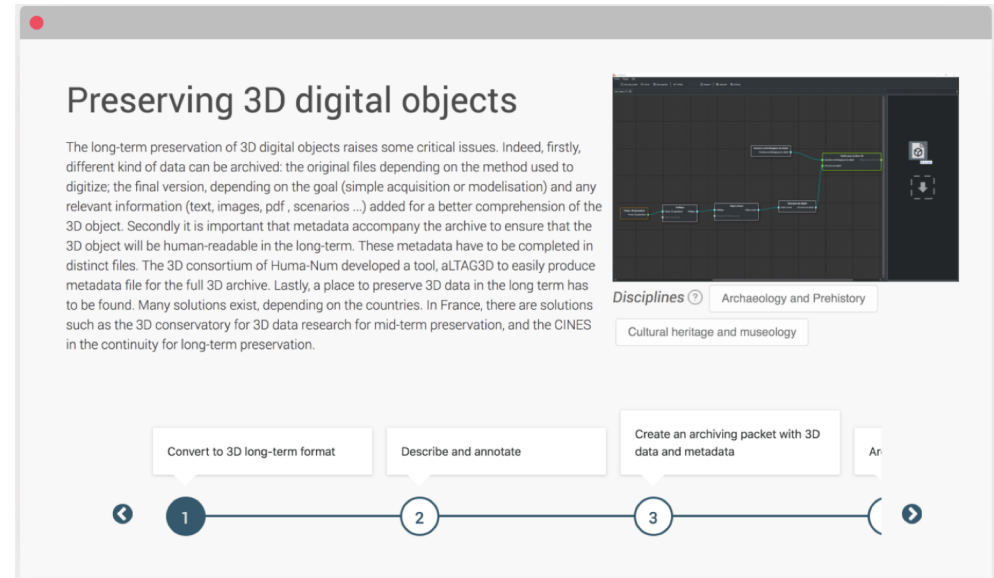 Preserving 3D digital objects
The long-term preservation of 3D digital objects raises some critical issues. Indeed, firstly,
different kind of data can be archived: the original files depending on the method used to
digitize; the final version, depending on the goal (simple acquisition or modelisation) and any
relevant information (text, images, pdf , scenarios ...) added for a better comprehension of the
3D object. Secondly it is important that metadata accompany the archive to ensure that the
3D object will be human-readable in the long-term. These metadata have to be completed in
distinct files. The 3D consortium of Huma-Num developed a tool, aLTAG3D to easily produce
metadata file for the full 3D archive. Lastly, a place to preserve 3D data in the long term has
to be found. Many solutions exist, depending on the countries. In France, there are solutions
such as the 3D conservatory for 3D data research for mid-term preservation, and the CINES
in the continuity for long-term preservation.
Disciplines ?
Archaeology and Prehistory
Cultural heritage and museology
Convert to 3D long-term format
Describe and annotate
Create an archiving packet with 3D
data and metadata
Ar
1
2
3